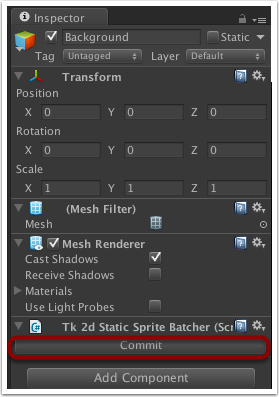 Inspector
Background Static
Tag Untagged Layer Default
Transform
Position
X 0 Y 0 Z 0
Rotation
X 0 Y 0 Z 0
Scale
X 1 Y 1 Z 1
(Mesh Filter)
Mesh
Mesh Renderer
Cast Shadows
Receive Shadows
Materials
Use Light Probes
Tk 2d Static Sprite Batcher (Scr
Commit
Add Component